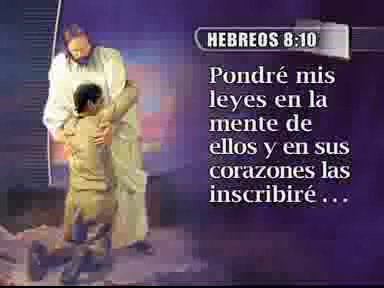 HEBREOS 8:10
Pondré mis
leyes en la
mente de
ellos y en sus
corazones las
inscribiré . . .